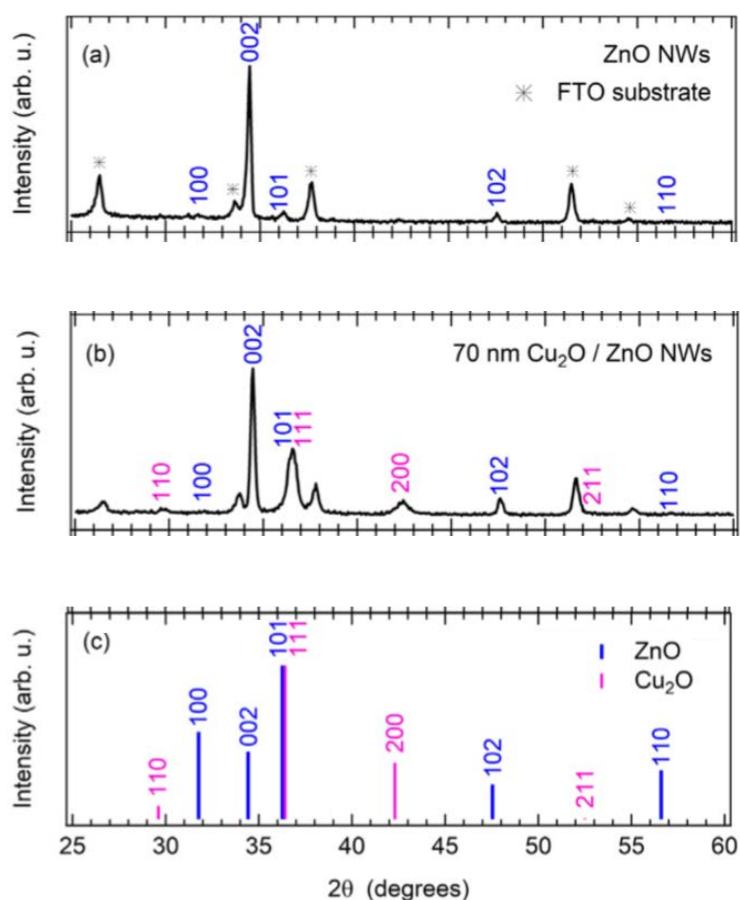 (a)
002
ZnO NWs
✳ FTO substrate
✳
100
✳
101
✳
102
✳
✳
110
Intensity (arb. u.)
(b)
002
70 nm Cu₂O / ZnO NWs
110
100
101
111
200
102
211
110
Intensity (arb. u.)
(c)
101
111
ZnO
Cu₂O
110
100
002
200
102
211
110
Intensity (arb. u.)
25 30 35 40 45 50 55 60
2θ (degrees)